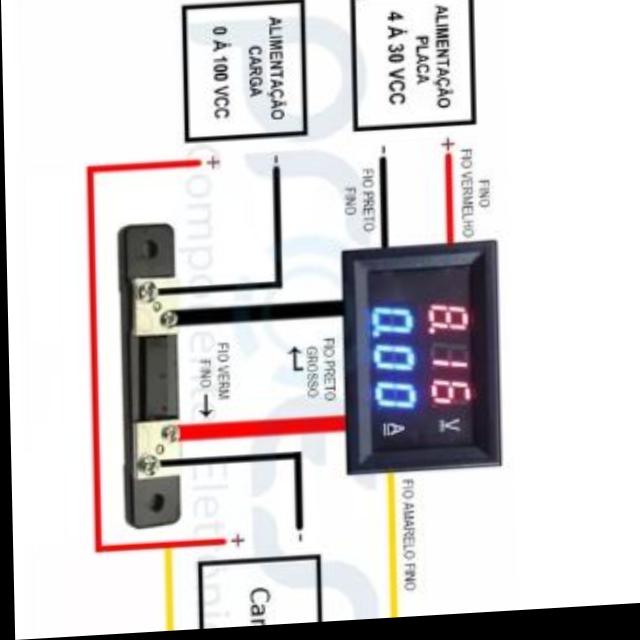 ALIMENTAÇÃO
PLACA
4 À 30 VCC
ALIMENTAÇÃO
CARGA
0 À 100 VCC
+
-
-
+
FINO
FIO VERMELHO
FIO PRETO
FINO
8.16 V
0.00 A
FIO PRETO
GROSSO
FIO VERM
FINO
FIO AMARELO FINO
-
+
Car